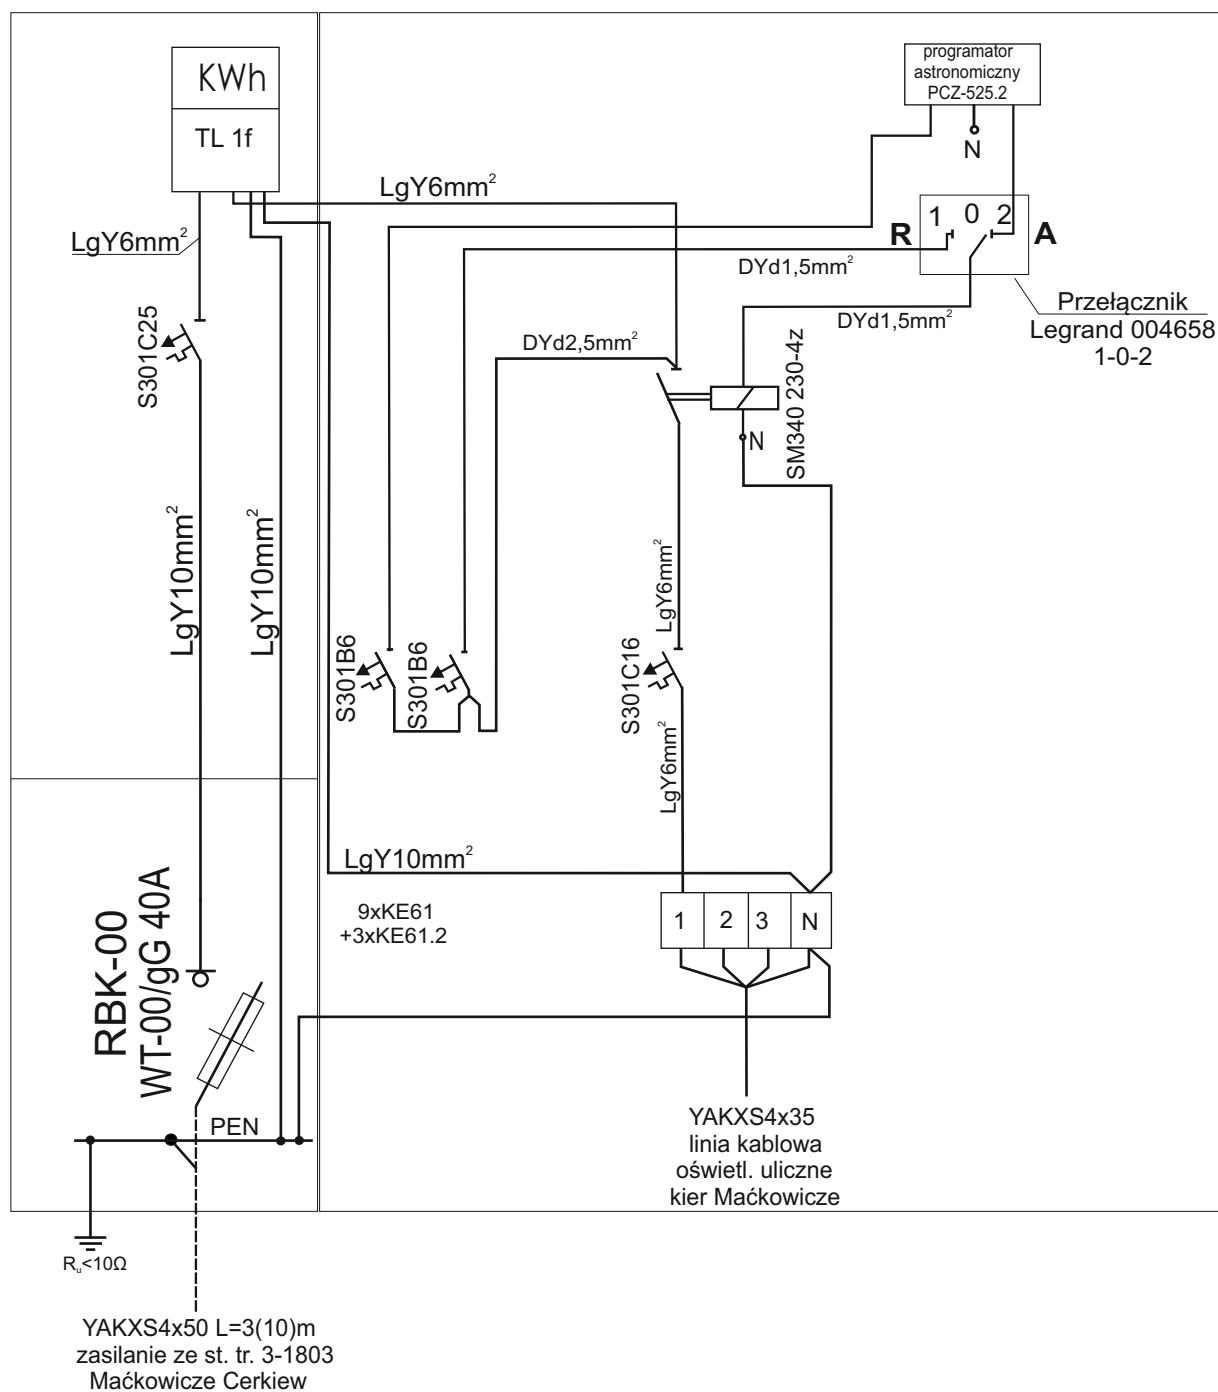 KWh
TL 1f
programator
astronomiczny
PCZ-525.2
N
LgY6mm²
LgY6mm²
R
1 0 2
A
DYd1,5mm²
Przełącznik
Legrand 004658
1-0-2
DYd1,5mm²
DYd2,5mm²
S301C25
SM340 230-4z
N
LgY10mm²
LgY10mm²
LgY6mm²
S301B6
S301B6
S301C16
LgY6mm²
LgY10mm²
RBK-00
WT-00/gG 40A
9xKE61
+3xKE61.2
1 2 3 N
PEN
YAKXS4x35
linia kablowa
oświetl. uliczne
kier Maćkowicze
Rᵤ<10Ω
YAKXS4x50 L=3(10)m
zasilanie ze st. tr. 3-1803
Maćkowicze Cerkiew